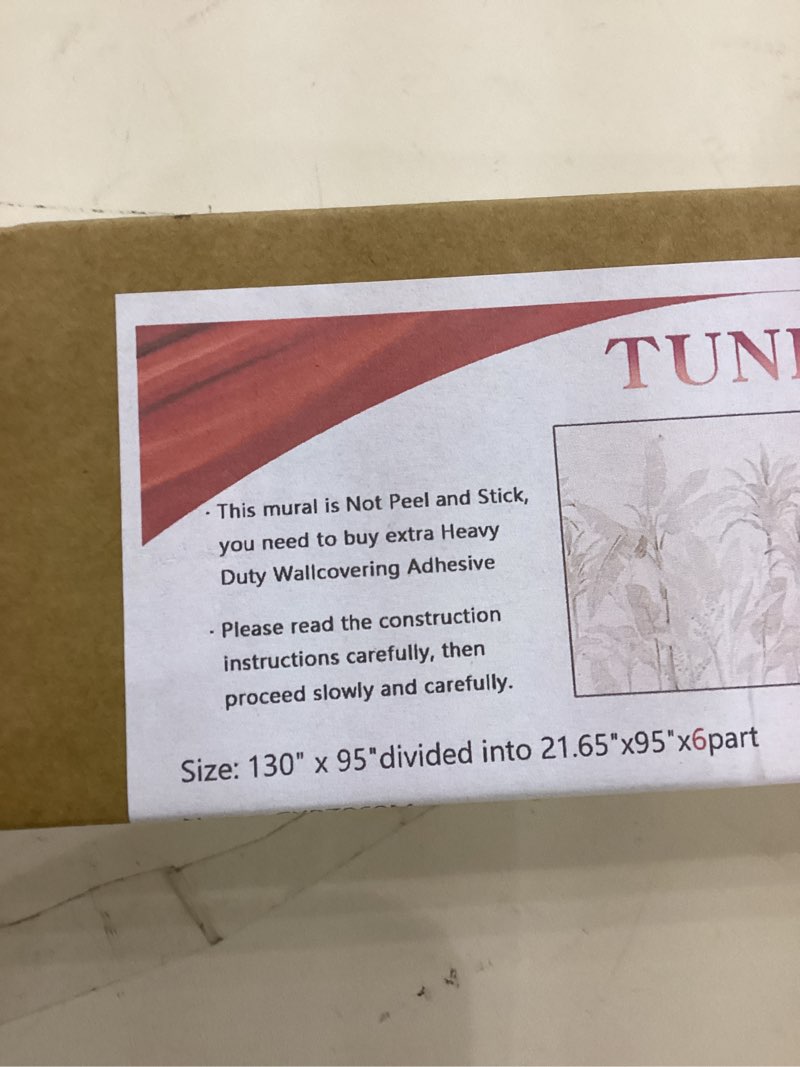 · This mural is Not Peel and Stick,
you need to buy extra Heavy
Duty Wallcovering Adhesive
· Please read the construction
instructions carefully, then
proceed slowly and carefully.
Size: 130" x 95"divided into 21.65"x95"x6part